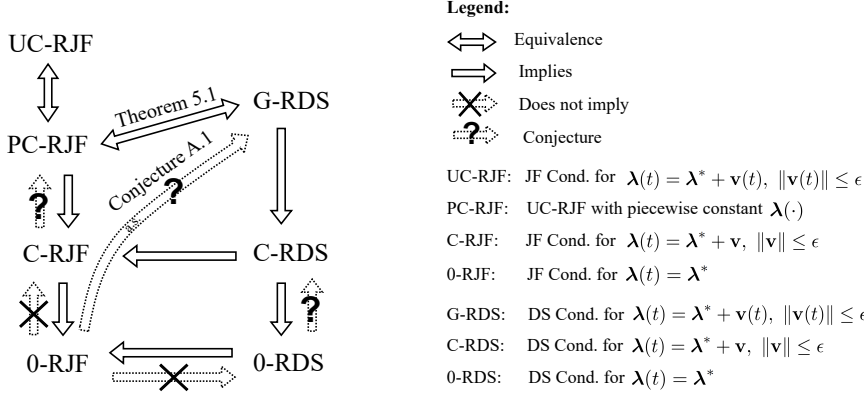 UC-RJF
Theorem 5.1
G-RDS
PC-RJF
Conjecture A.1
?
?
a.s.
C-RJF
C-RDS
?
0-RJF
0-RDS
Legend:
Equivalence
Implies
Does not imply
? Conjecture
UC-RJF: JF Cond. for λ(t) = λ* + v(t), ‖v(t)‖ ≤ ϵ
PC-RJF: UC-RJF with piecewise constant λ(·)
C-RJF: JF Cond. for λ(t) = λ* + v, ‖v‖ ≤ ϵ
0-RJF: JF Cond. for λ(t) = λ*
G-RDS: DS Cond. for λ(t) = λ* + v(t), ‖v(t)‖ ≤ ϵ
C-RDS: DS Cond. for λ(t) = λ* + v, ‖v‖ ≤ ϵ
0-RDS: DS Cond. for λ(t) = λ*